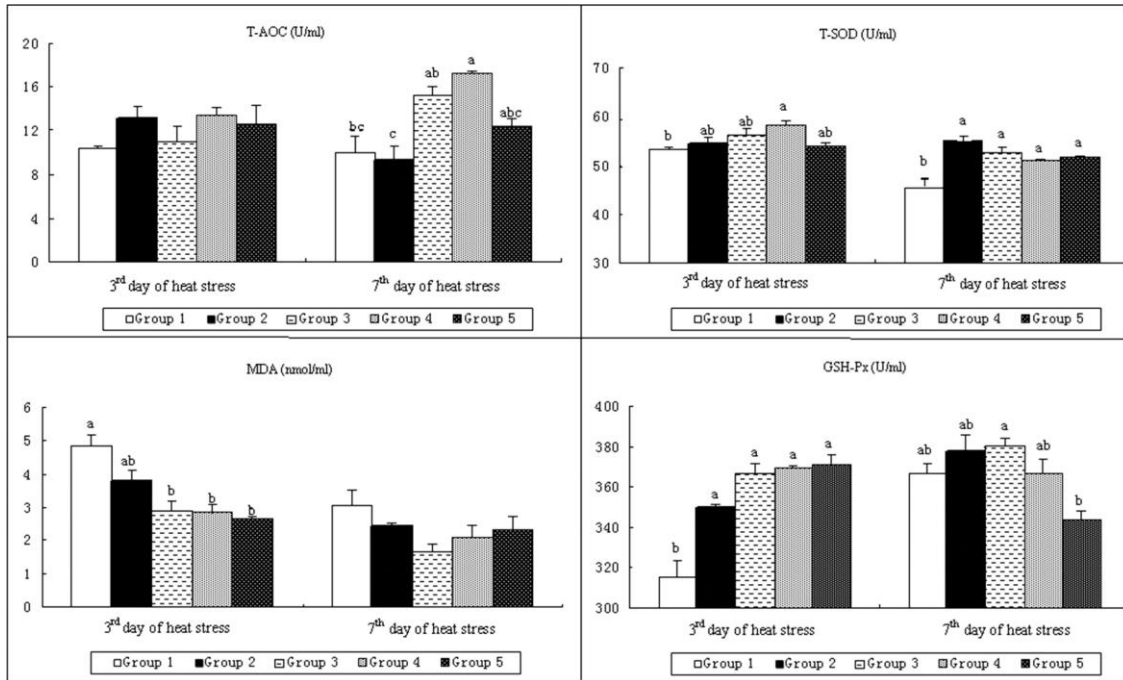 T-AOC (U/ml)
20
16
12
8
4
0
bc
c
ab
a
abc
3rd day of heat stress
7th day of heat stress
Group 1
Group 2
Group 3
Group 4
Group 5
T-SOD (U/ml)
70
60
50
40
30
b
ab
ab
a
ab
b
a
a
a
a
3rd day of heat stress
7th day of heat stress
Group 1
Group 2
Group 3
Group 4
Group 5
MDA (nmol/ml)
6
5
4
3
2
1
0
a
ab
b
b
b
3rd day of heat stress
7th day of heat stress
Group 1
Group 2
Group 3
Group 4
Group 5
GSH-Px (U/ml)
400
380
360
340
320
300
b
a
a
a
a
ab
ab
a
ab
b
3rd day of heat stress
7th day of heat stress
Group 1
Group 2
Group 3
Group 4
Group 5